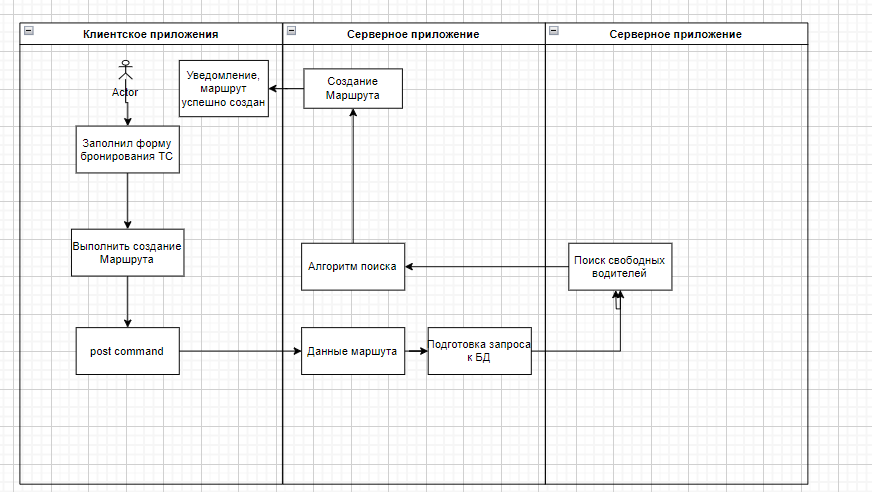 Клиентское приложения
Серверное приложение
Серверное приложение
Actor
Уведомление,
маршрут
успешно создан
Создание
Маршрута
Заполнил форму
бронирования ТС
Выполнить создание
Маршрута
Алгоритм поиска
Поиск свободных
водителей
post command
Данные маршута
Подготовка запроса
к БД